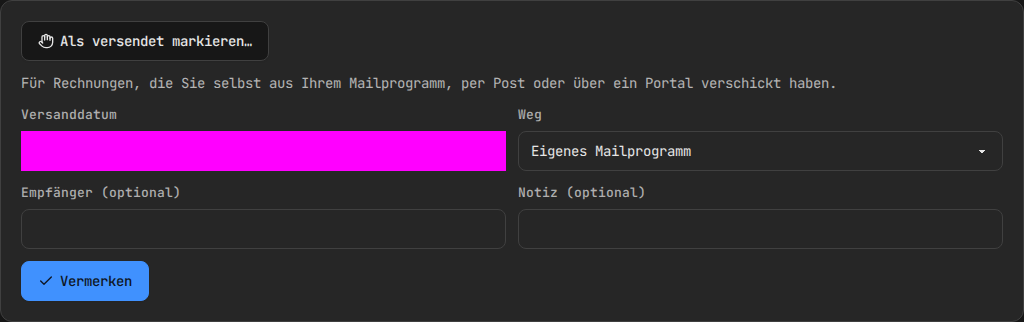 Als versendet markieren…
Für Rechnungen, die Sie selbst aus Ihrem Mailprogramm, per Post oder über ein Portal verschickt haben.
Versanddatum
Weg
Eigenes Mailprogramm
Empfänger (optional)
Notiz (optional)
Vermerken